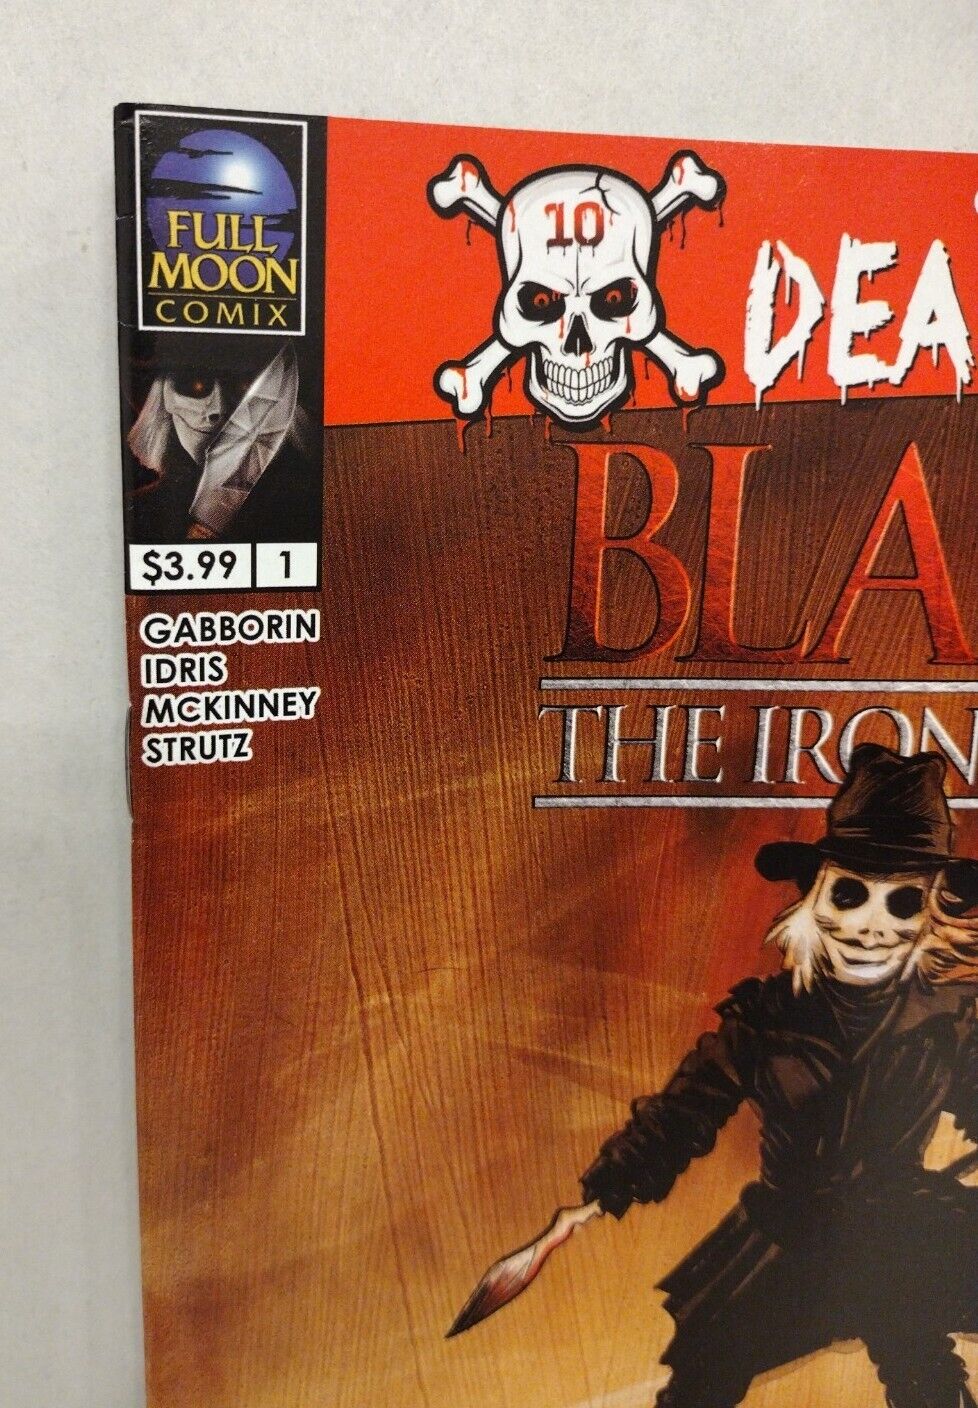 FULL
MOON
COMIX
10
DEA
BLA
THE IRON
$3.99 1
GABBORIN
IDRIS
MCKINNEY
STRUTZ